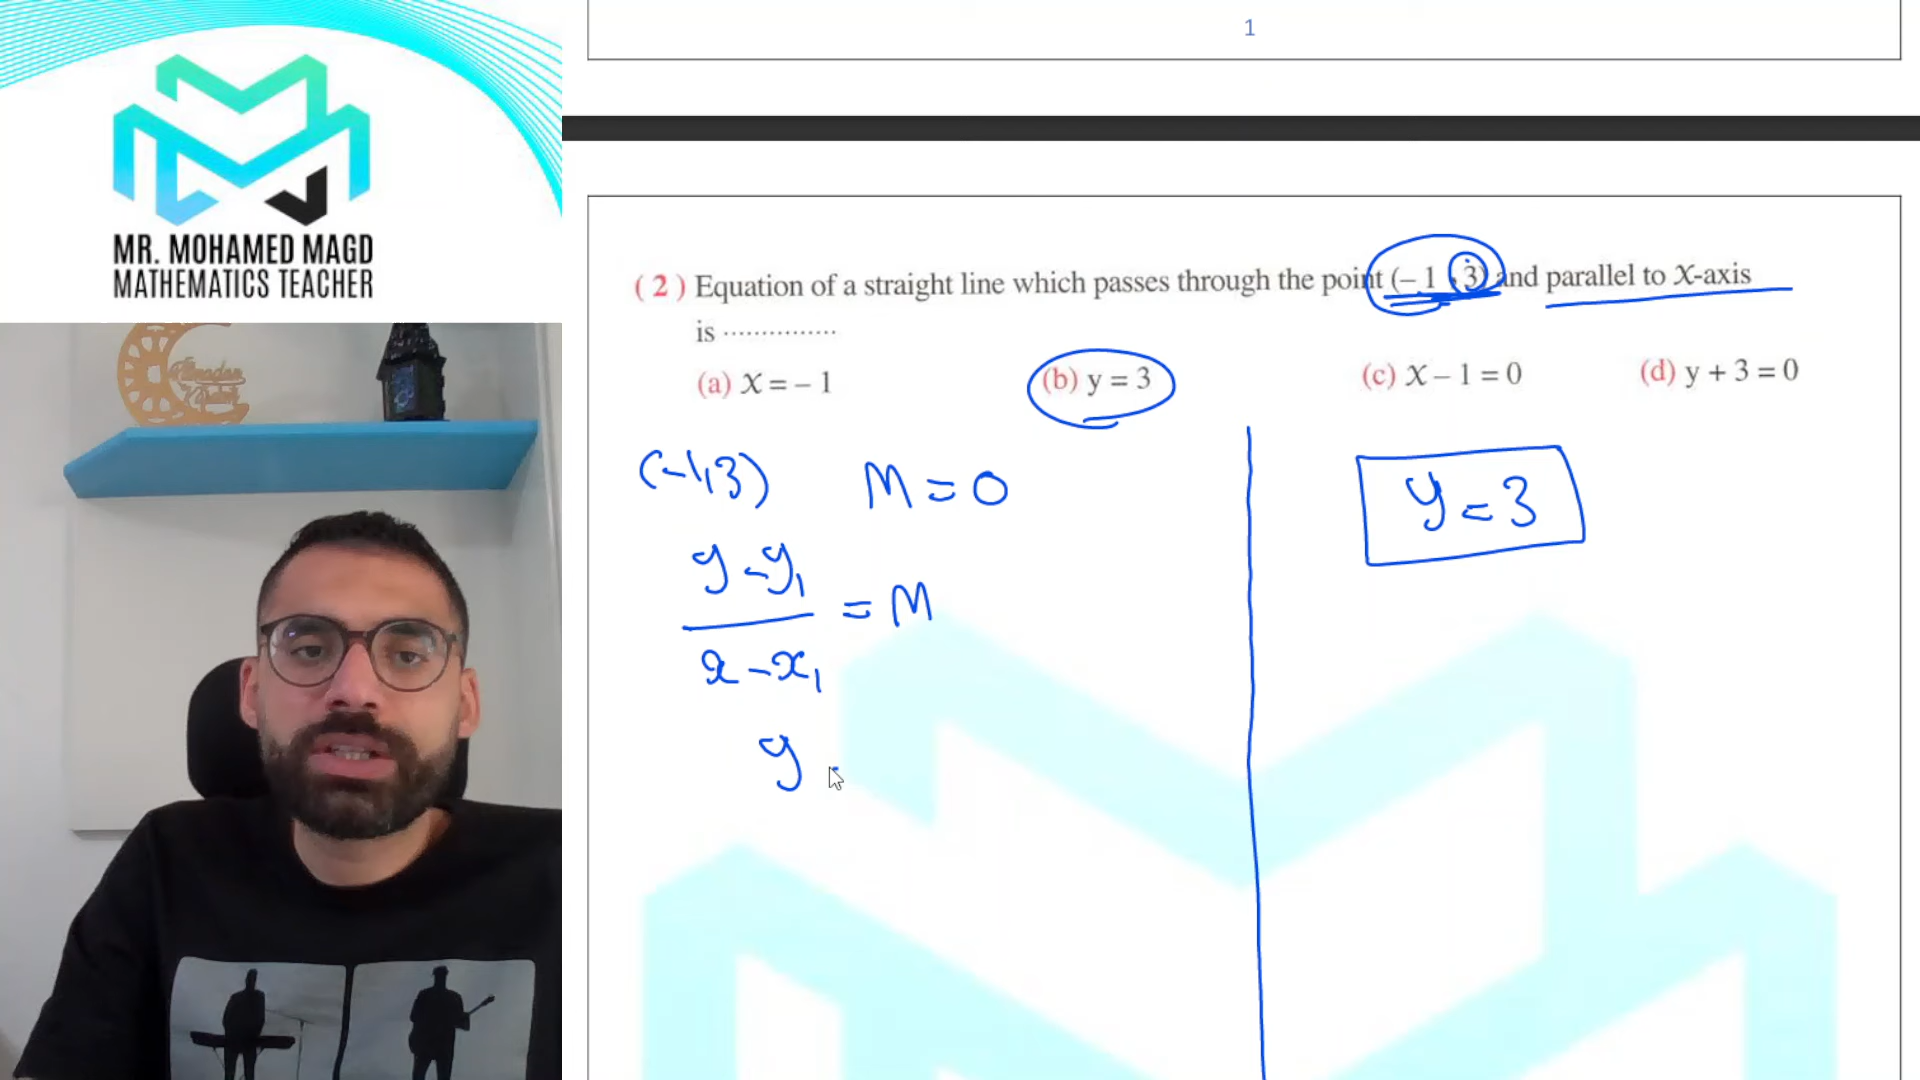 MR. MOHAMED MAGD
MATHEMATICS TEACHER
1
( 2 ) Equation of a straight line which passes through the point (– 1 , 3) and parallel to X-axis
is ...............
(a) X = – 1 (b) y = 3 (c) X – 1 = 0 (d) y + 3 = 0
(-1,3) M = 0
y - y₁
= M
x - x₁
y
y = 3